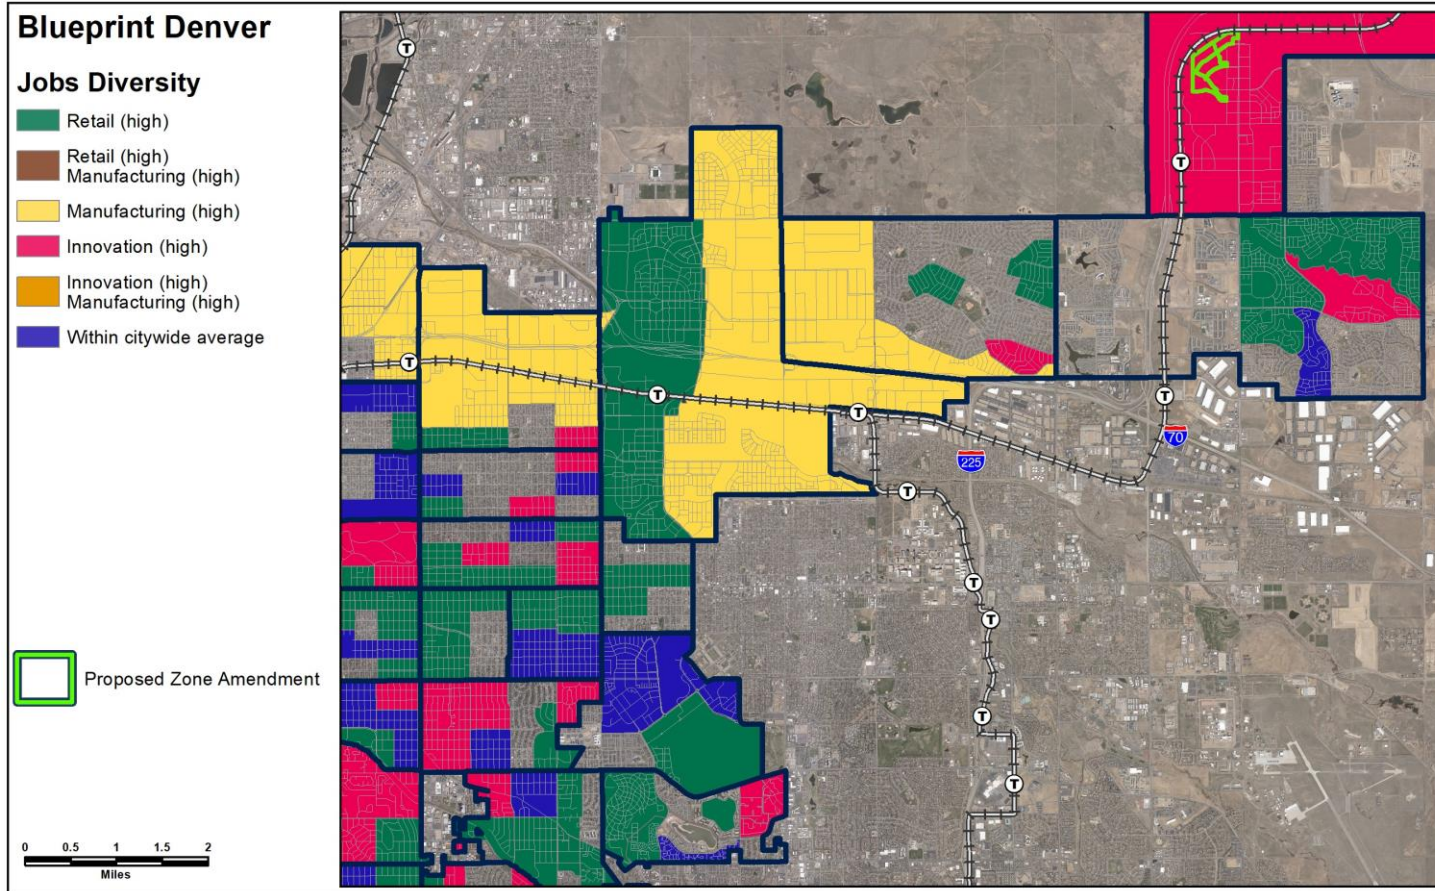 Blueprint Denver
Jobs Diversity
Retail (high)
Retail (high)
Manufacturing (high)
Manufacturing (high)
Innovation (high)
Innovation (high)
Manufacturing (high)
Within citywide average
Proposed Zone Amendment
0 0.5 1 1.5 2
Miles
T
T
T
T
T
T
T
225
70
T
T
T
T
T